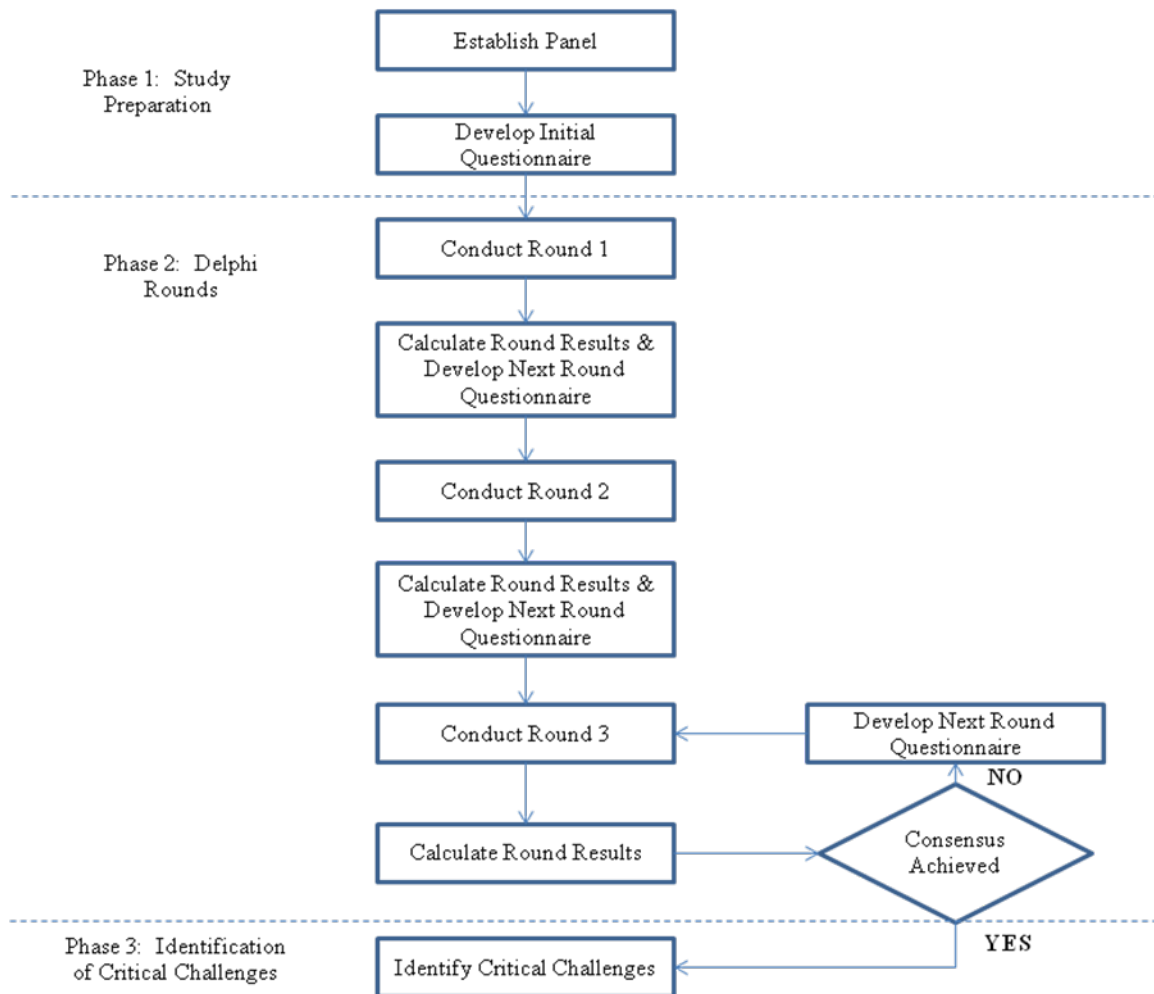 Establish Panel
Phase 1: Study
Preparation
Develop Initial
Questionnaire
Conduct Round 1
Phase 2: Delphi
Rounds
Calculate Round Results &
Develop Next Round
Questionnaire
Conduct Round 2
Calculate Round Results &
Develop Next Round
Questionnaire
Conduct Round 3
Develop Next Round
Questionnaire
NO
Calculate Round Results
Consensus
Achieved
YES
Phase 3: Identification
of Critical Challenges
Identify Critical Challenges